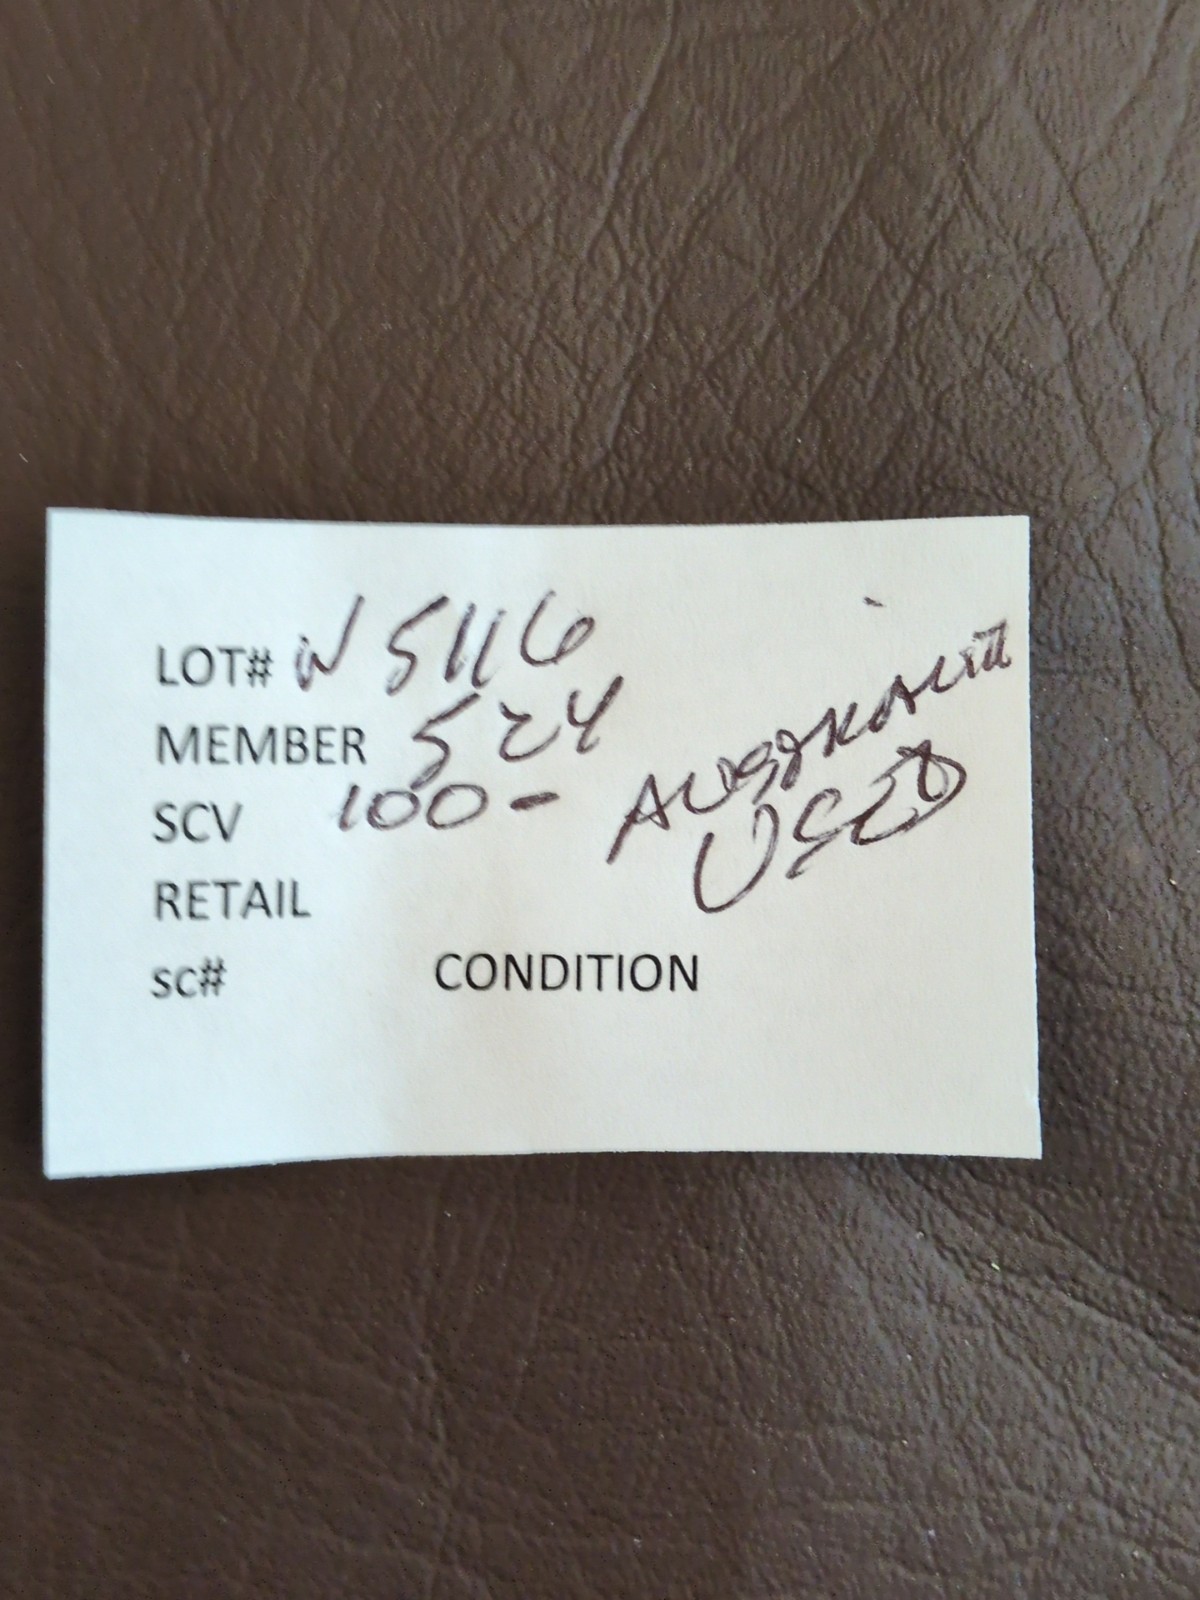 LOT# W 5116
MEMBER 524
SCV 100-
AUSTRALIA
USED
RETAIL
SC# CONDITION